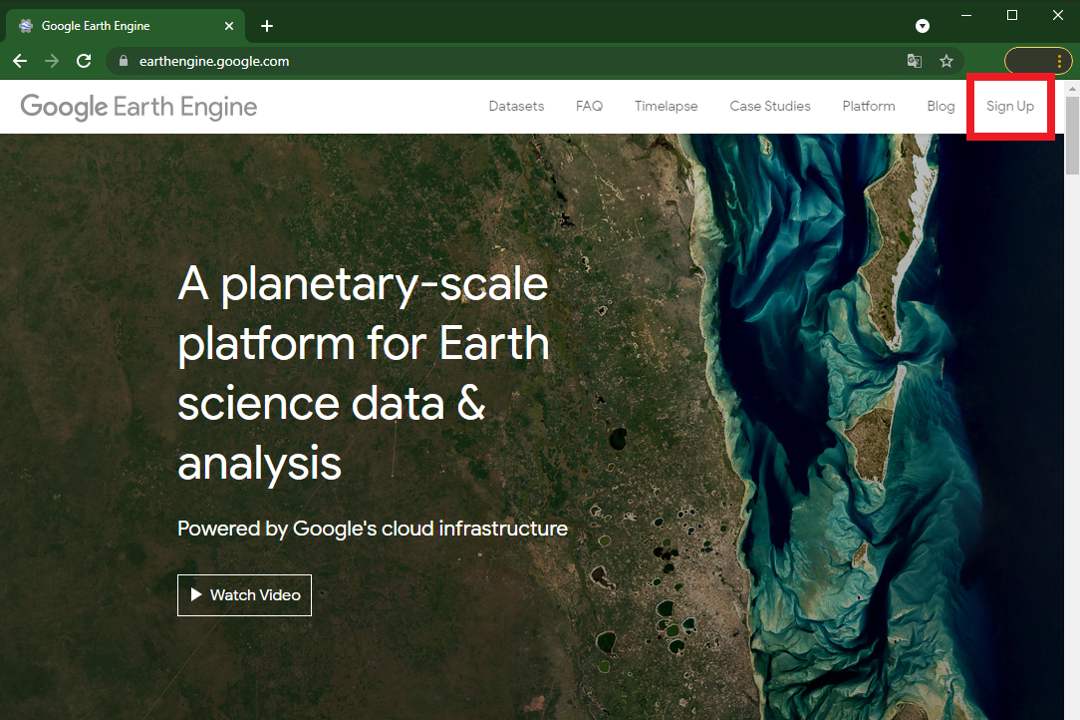 Google Earth Engine
earthengine.google.com
Google Earth Engine
Datasets
FAQ
Timelapse
Case Studies
Platform
Blog
Sign Up
A planetary-scale
platform for Earth
science data &
analysis
Powered by Google's cloud infrastructure
Watch Video